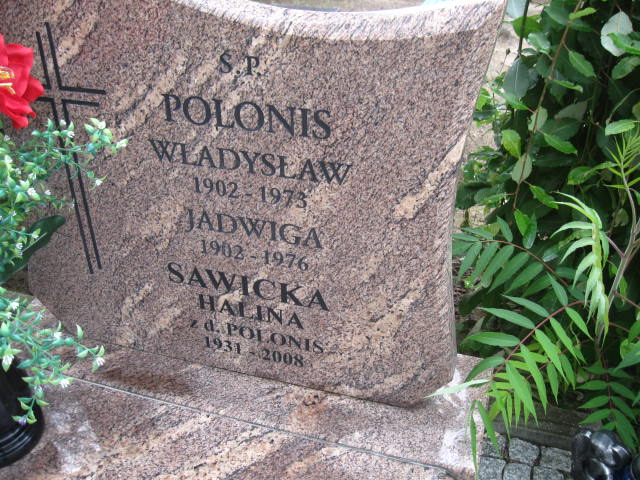 Ś.P.
POLONIS
WŁADYSŁAW
1902 - 1973
JADWIGA
1902 - 1976
SAWICKA
HALINA
z d. POLONIS
1931 - 2008